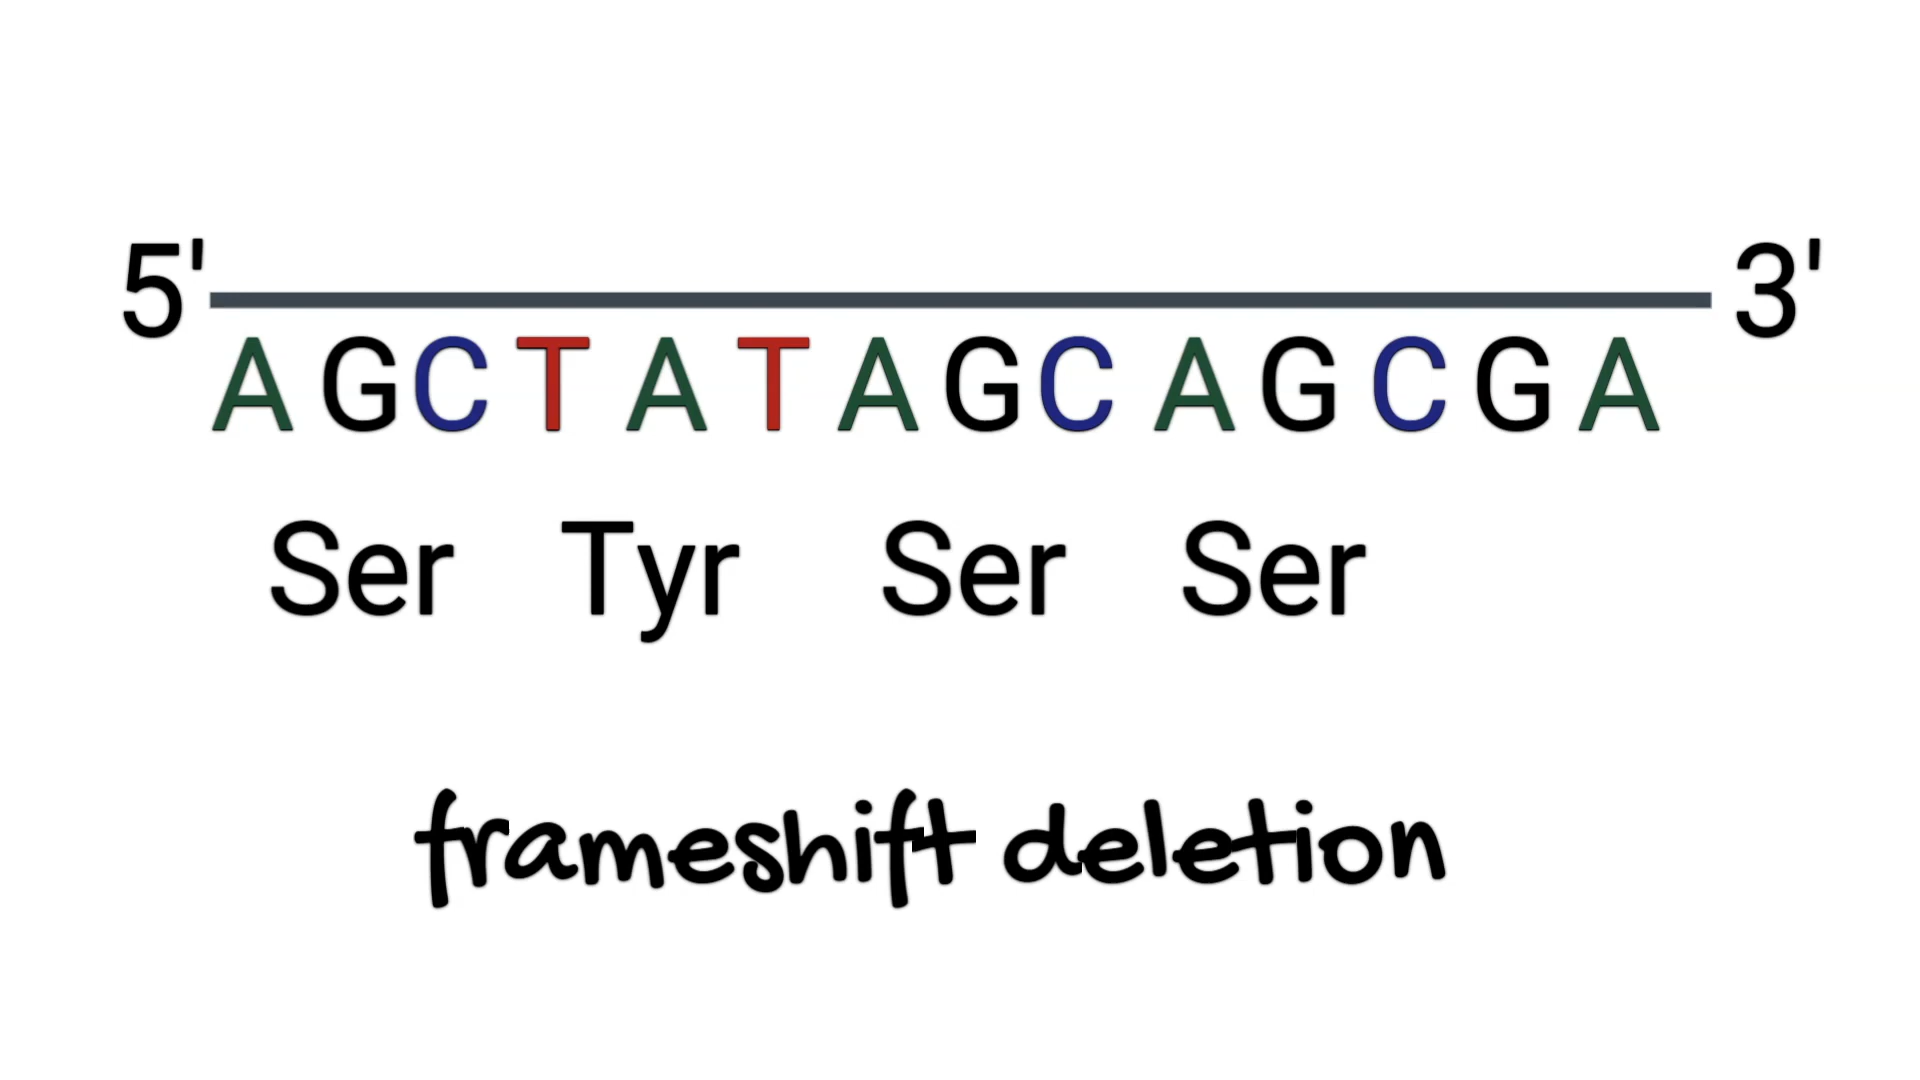 5' 3'
A G C T A T A G C A G C G A
Ser Tyr Ser Ser
frameshift deletion